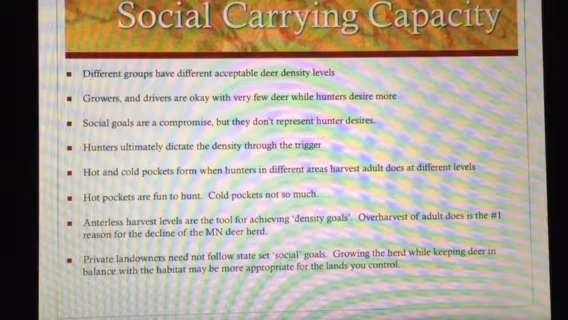 Social Carrying Capacity
Different groups have different acceptable deer density levels
Growers, and drivers are okay with very few deer while hunters desire more
Social goals are a compromise, but they don't represent hunter desires.
Hunters ultimately dictate the density through the trigger
Hot and cold pockets form when hunters in different areas harvest adult does at different levels
Hot pockets are fun to hunt. Cold pockets not so much.
Anterless harvest levels are the tool for achieving 'density goals'. Overharvest of adult does is the #1
reason for the decline of the MN deer herd.
Private landowners need not follow state set 'social' goals. Growing the herd while keeping deer in
balance with the habitat may be more appropriate for the lands you control.